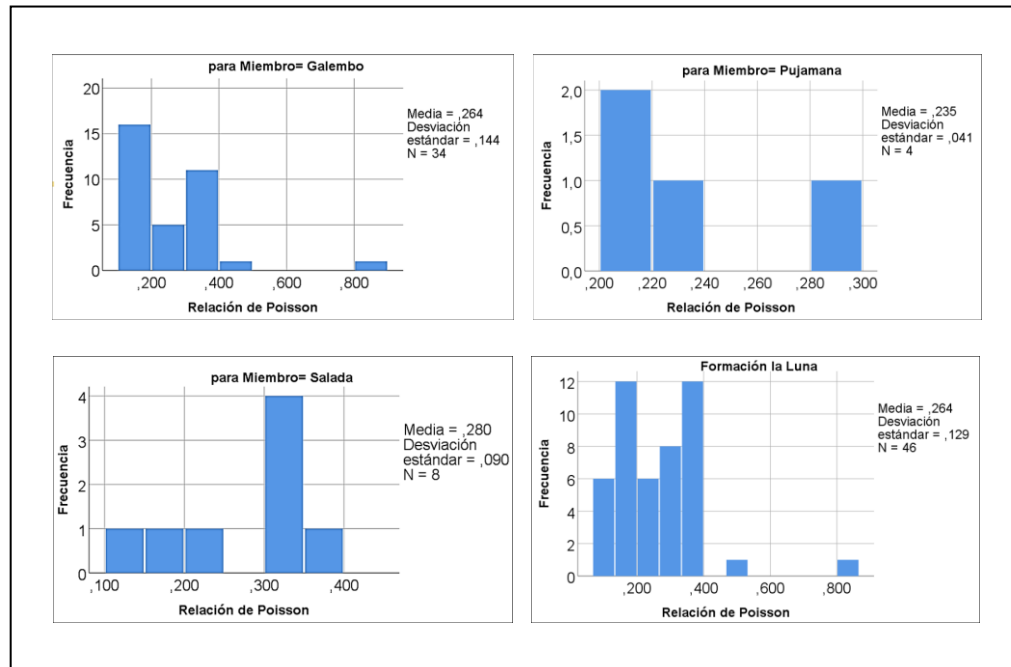 para Miembro= Galembo
20
15
10
5
0
Frecuencia
,200
,400
,600
,800
Relación de Poisson
Media = ,264
Desviación
estándar = ,144
N = 34
para Miembro= Pujamana
2,0
1,5
1,0
0,5
0,0
Frecuencia
,200
,220
,240
,260
,280
,300
Relación de Poisson
Media = ,235
Desviación
estándar = ,041
N = 4
para Miembro= Salada
4
3
2
1
0
Frecuencia
,100
,200
,300
,400
Relación de Poisson
Media = ,280
Desviación
estándar = ,090
N = 8
Formación la Luna
12
10
8
6
4
2
0
Frecuencia
,200
,400
,600
,800
Relación de Poisson
Media = ,264
Desviación
estándar = ,129
N = 46